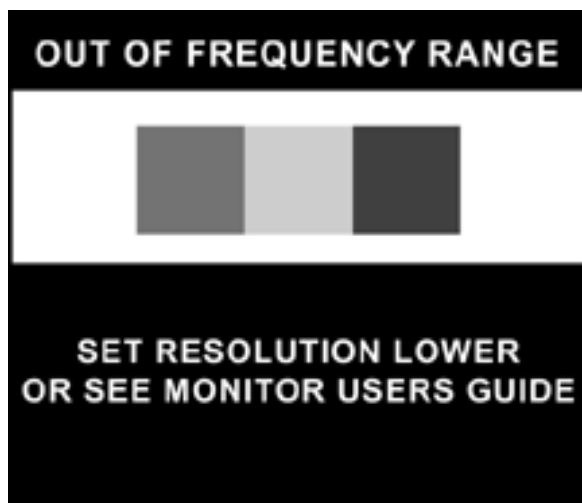 OUT OF FREQUENCY RANGE
SET RESOLUTION LOWER
OR SEE MONITOR USERS GUIDE